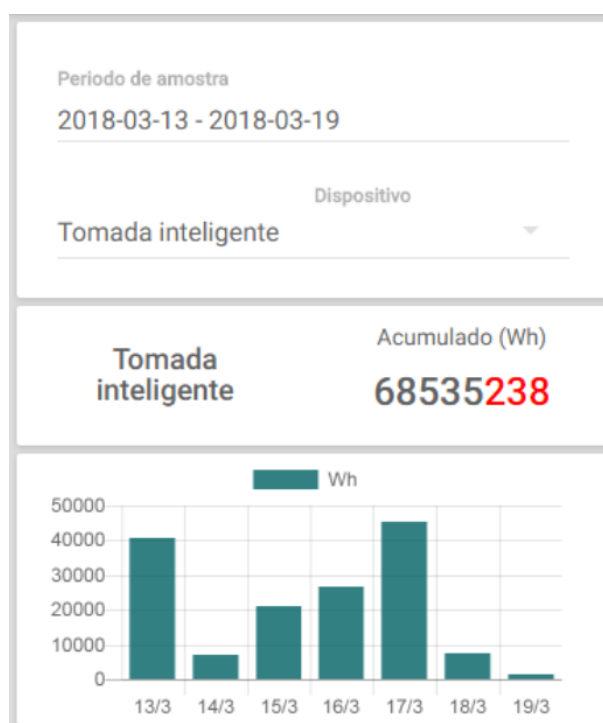 Periodo de amostra
2018-03-13 - 2018-03-19
Dispositivo
Tomada inteligente
Tomada
inteligente
Acumulado (Wh)
68535238
Wh
50000
40000
30000
20000
10000
0
13/3 14/3 15/3 16/3 17/3 18/3 19/3